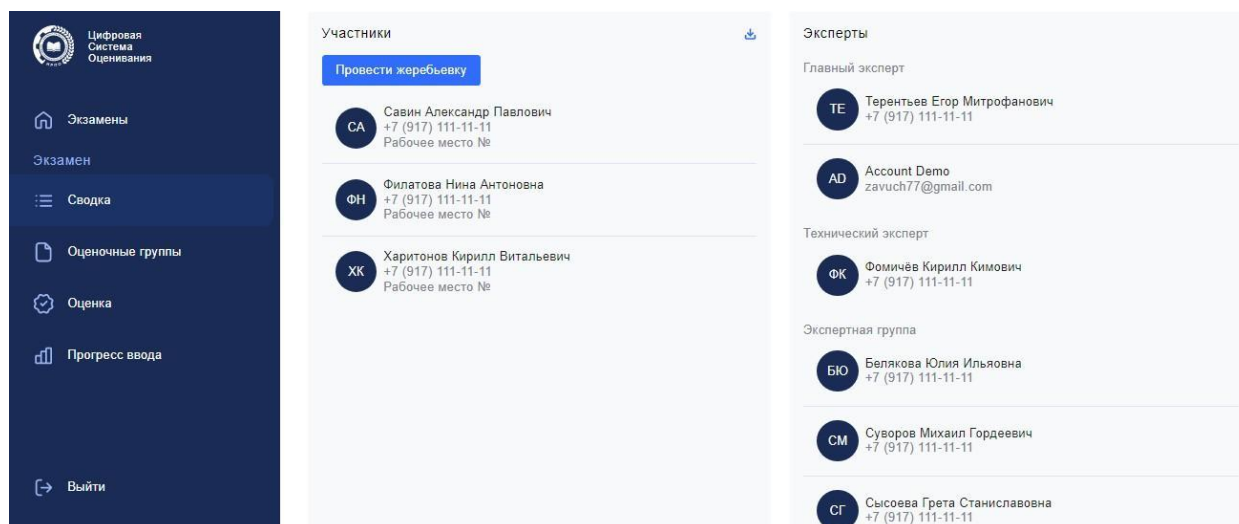 Цифровая
Система
Оценивания
Экзамены
Экзамен
Сводка
Оценочные группы
Оценка
Прогресс ввода
Выйти
Участники
Провести жеребьевку
СА
Савин Александр Павлович
+7 (917) 111-11-11
Рабочее место №
ФН
Филатова Нина Антоновна
+7 (917) 111-11-11
Рабочее место №
ХК
Харитонов Кирилл Витальевич
+7 (917) 111-11-11
Рабочее место №
Эксперты
Главный эксперт
ТЕ
Терентьев Егор Митрофанович
+7 (917) 111-11-11
AD
Account Demo
zavuch77@gmail.com
Технический эксперт
ФК
Фомичёв Кирилл Кимович
+7 (917) 111-11-11
Экспертная группа
БЮ
Белякова Юлия Ильяовна
+7 (917) 111-11-11
СМ
Суворов Михаил Гордеевич
+7 (917) 111-11-11
СГ
Сысоева Грета Станиславовна
+7 (917) 111-11-11